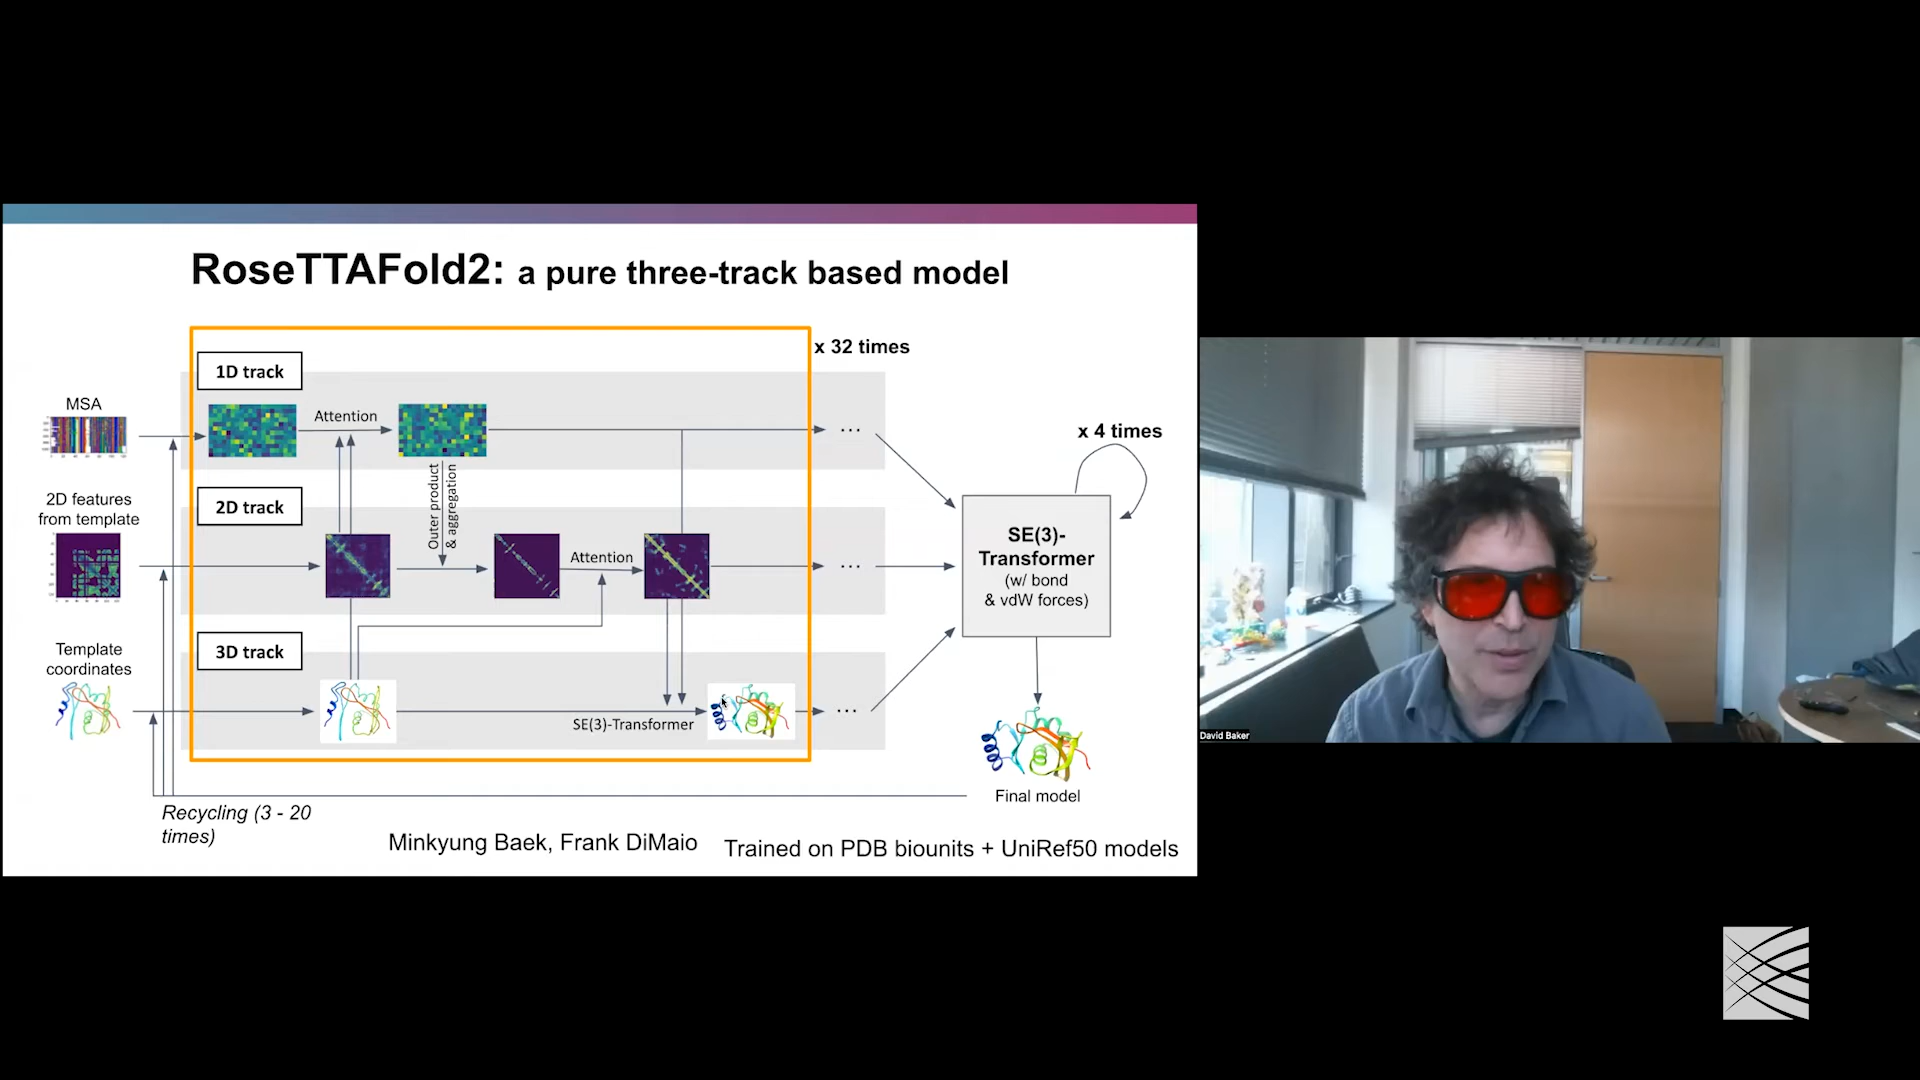 RoseTTAFold2: a pure three-track based model
x 32 times
1D track
MSA
Attention
x 4 times
Outer product
& aggregation
2D features
from template
2D track
Attention
SE(3)-
Transformer
(w/ bond
& vdW forces)
Template
coordinates
3D track
SE(3)-Transformer
Final model
Recycling (3 - 20
times)
Minkyung Baek, Frank DiMaio
Trained on PDB biounits + UniRef50 models
David Baker